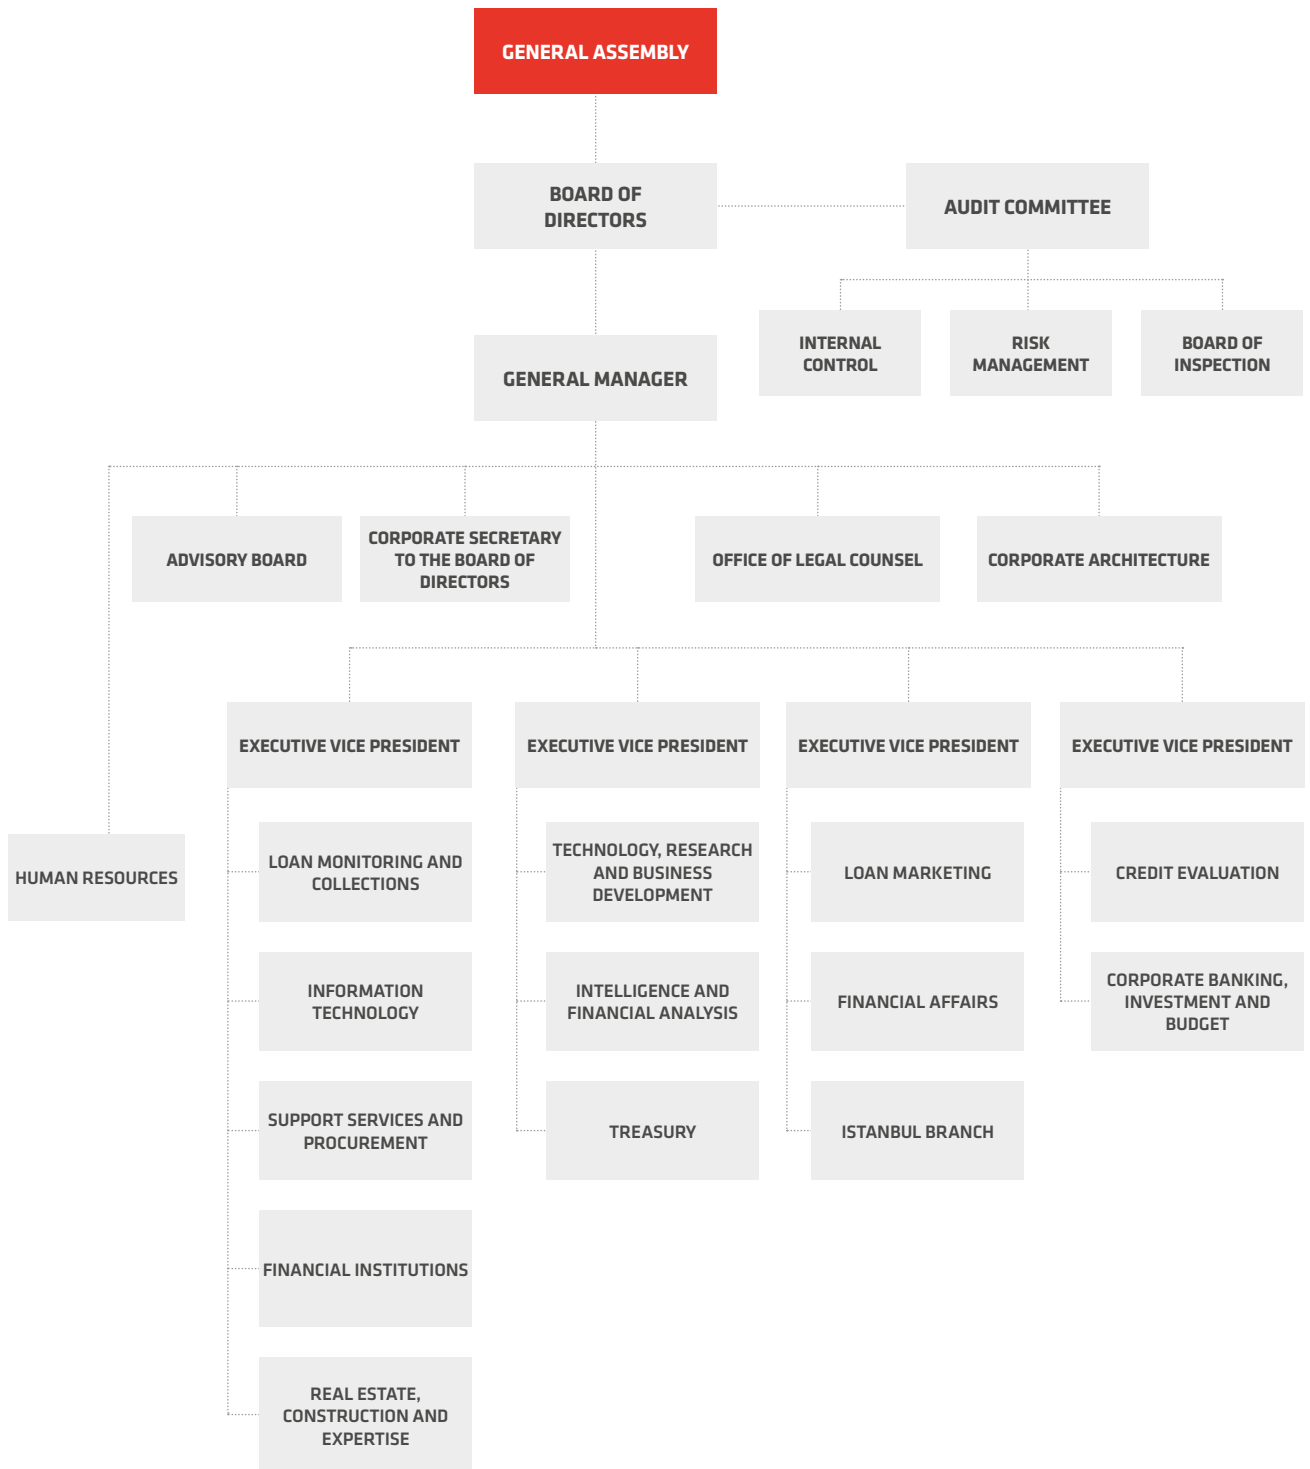 GENERAL ASSEMBLY
BOARD OF
DIRECTORS
AUDIT COMMITTEE
INTERNAL
CONTROL
RISK
MANAGEMENT
BOARD OF
INSPECTION
GENERAL MANAGER
ADVISORY BOARD
CORPORATE SECRETARY
TO THE BOARD OF
DIRECTORS
OFFICE OF LEGAL COUNSEL
CORPORATE ARCHITECTURE
EXECUTIVE VICE PRESIDENT
EXECUTIVE VICE PRESIDENT
EXECUTIVE VICE PRESIDENT
EXECUTIVE VICE PRESIDENT
HUMAN RESOURCES
LOAN MONITORING AND
COLLECTIONS
TECHNOLOGY, RESEARCH
AND BUSINESS
DEVELOPMENT
LOAN MARKETING
CREDIT EVALUATION
INFORMATION
TECHNOLOGY
INTELLIGENCE AND
FINANCIAL ANALYSIS
FINANCIAL AFFAIRS
CORPORATE BANKING,
INVESTMENT AND
BUDGET
SUPPORT SERVICES AND
PROCUREMENT
TREASURY
ISTANBUL BRANCH
FINANCIAL INSTITUTIONS
REAL ESTATE,
CONSTRUCTION AND
EXPERTISE